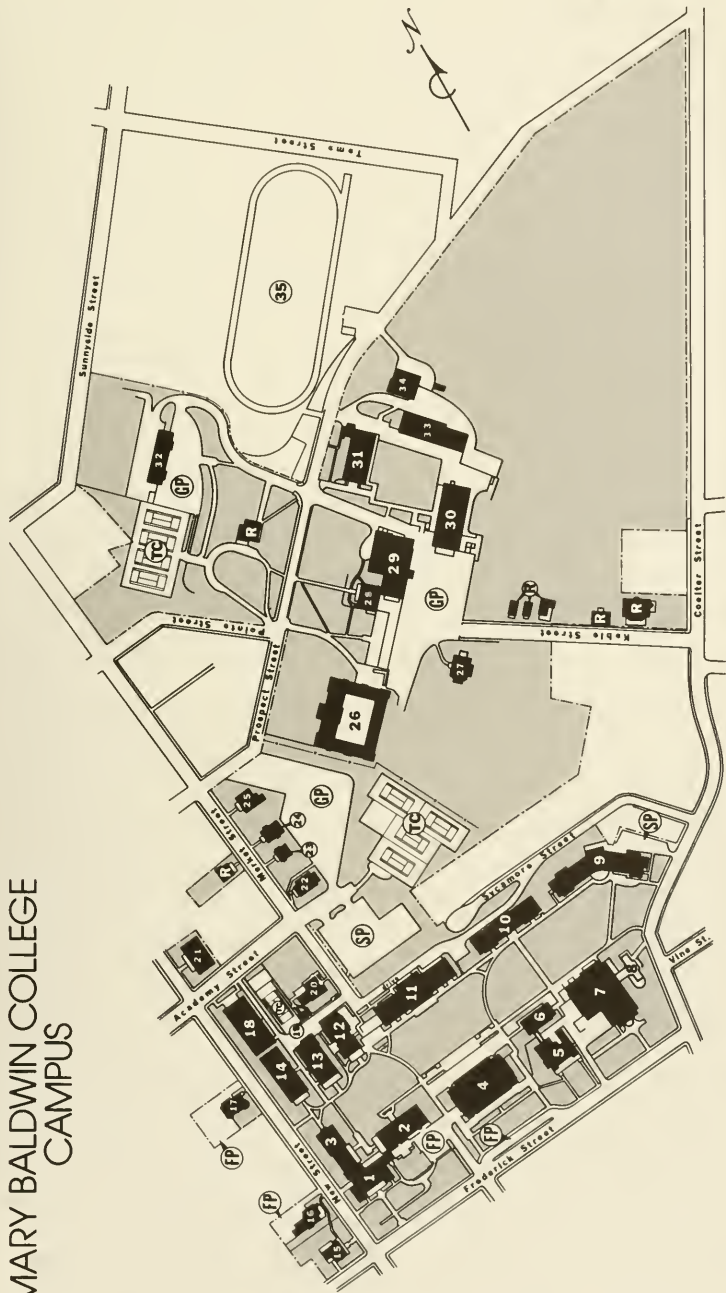 MARY BALDWIN COLLEGE
CAMPUS
N
Tams Street
Sunnyside Street
35
34
33
32
31
30
29
28
GP
TC
R
GP
R
R
R
Coalter Street
Kable Street
27
Pointe Street
Prospect Street
26
25
24
23
22
GP
TC
Market Street
R
SP
Sycamore Street
SP
9
10
11
21
Academy Street
20
TC
18
14
13
12
Vine St.
8
7
6
5
4
17
FP
New Street
3
2
1
FP
FP
Frederick Street
FP
16
15